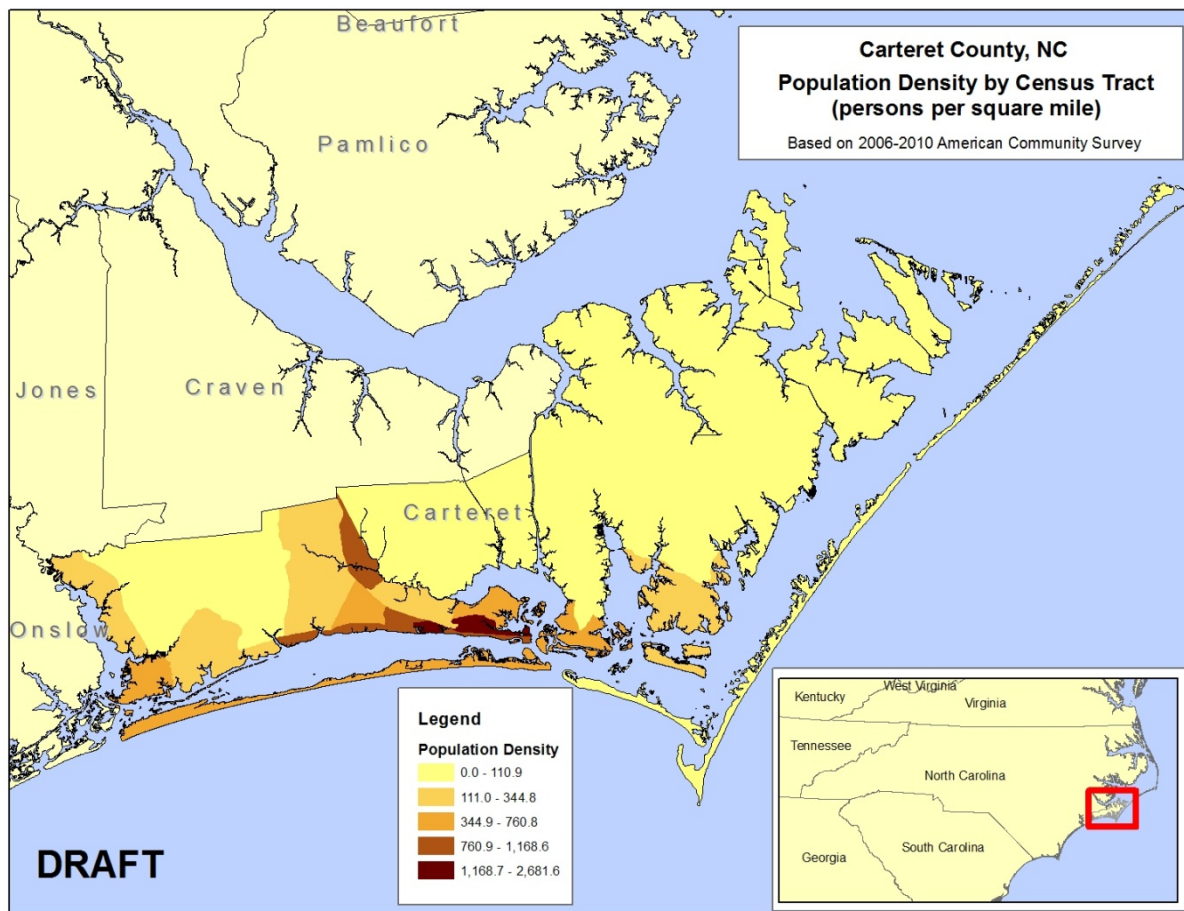 Beaufort
Carteret County, NC
Population Density by Census Tract
(persons per square mile)
Based on 2006-2010 American Community Survey
Pamlico
Jones
Craven
Carteret
Onslow
Legend
Population Density
0.0 - 110.9
111.0 - 344.8
344.9 - 760.8
760.9 - 1,168.6
1,168.7 - 2,681.6
DRAFT
Kentucky
West Virginia
Virginia
Tennessee
North Carolina
South Carolina
Georgia